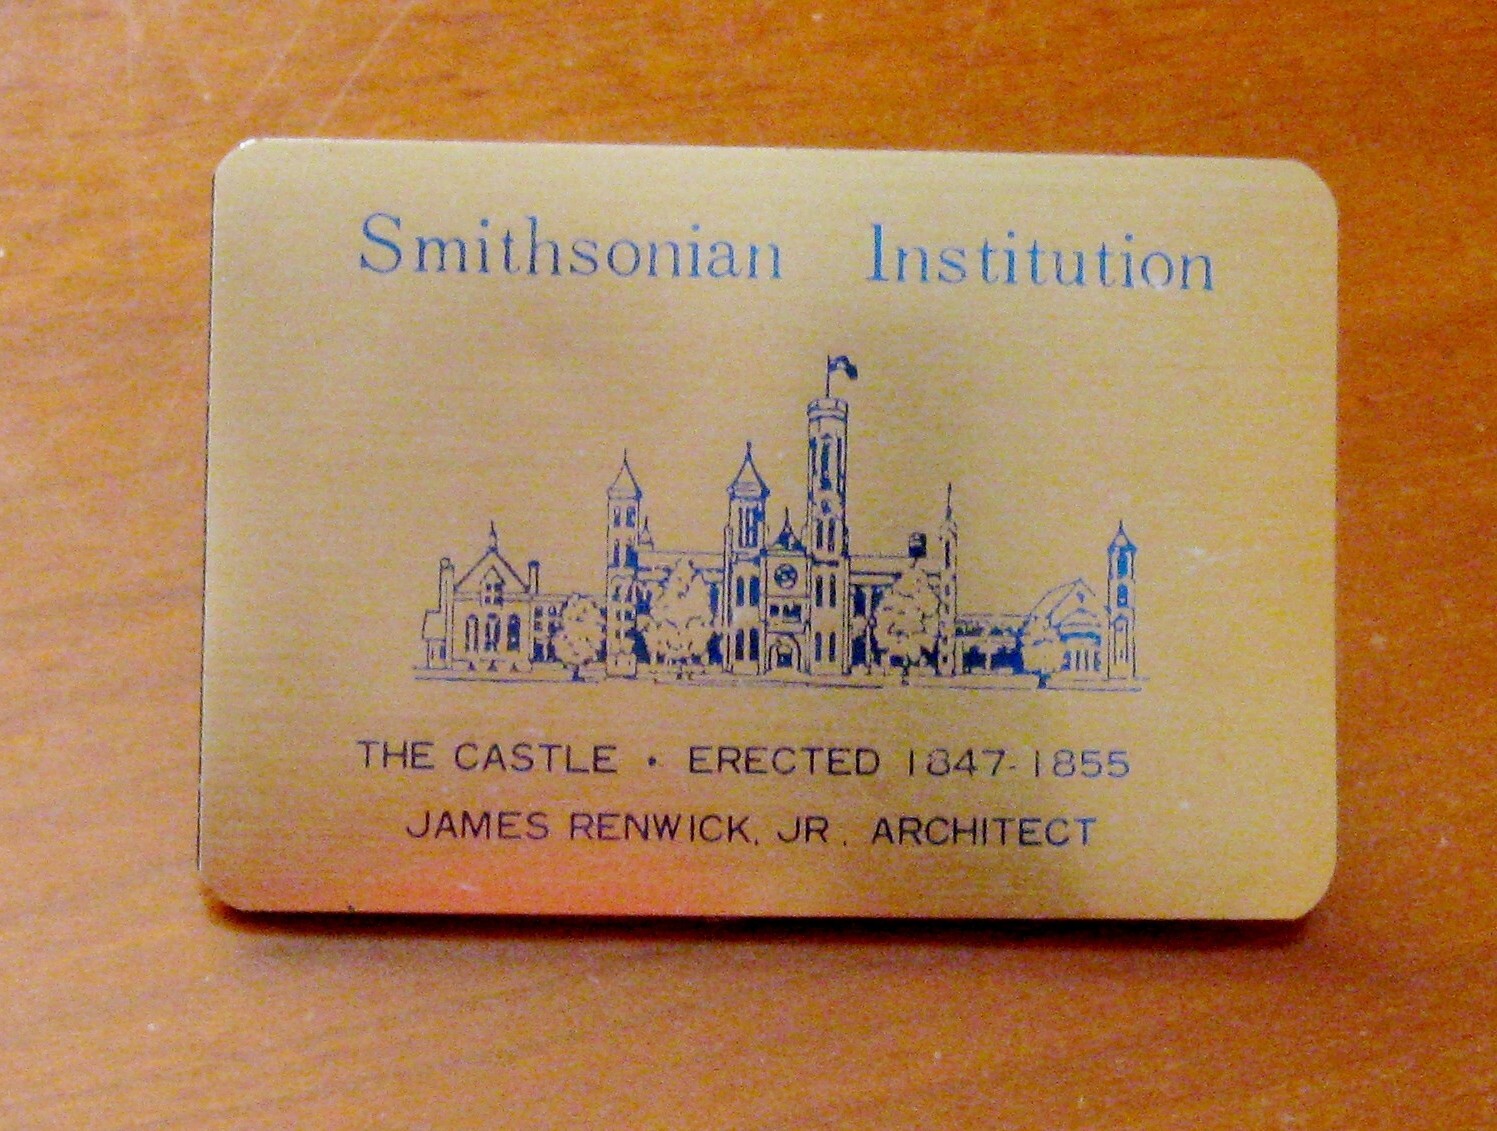 Smithsonian Institution
THE CASTLE · ERECTED 1847-1855
JAMES RENWICK, JR. ARCHITECT